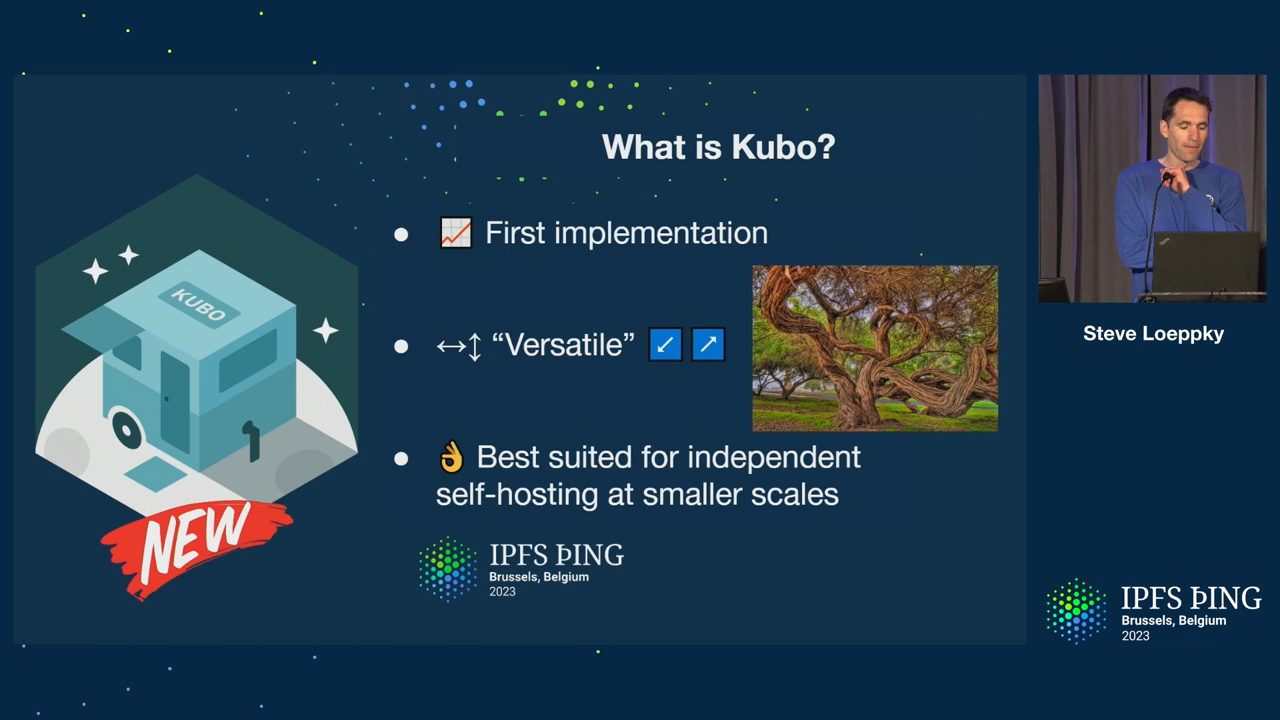 What is Kubo?
KUBO
NEW
📈 First implementation
↔↕ “Versatile” ↙ ↗
👌 Best suited for independent
self-hosting at smaller scales
IPFS ÞING
Brussels, Belgium
2023
Steve Loeppky
IPFS ÞING
Brussels, Belgium
2023